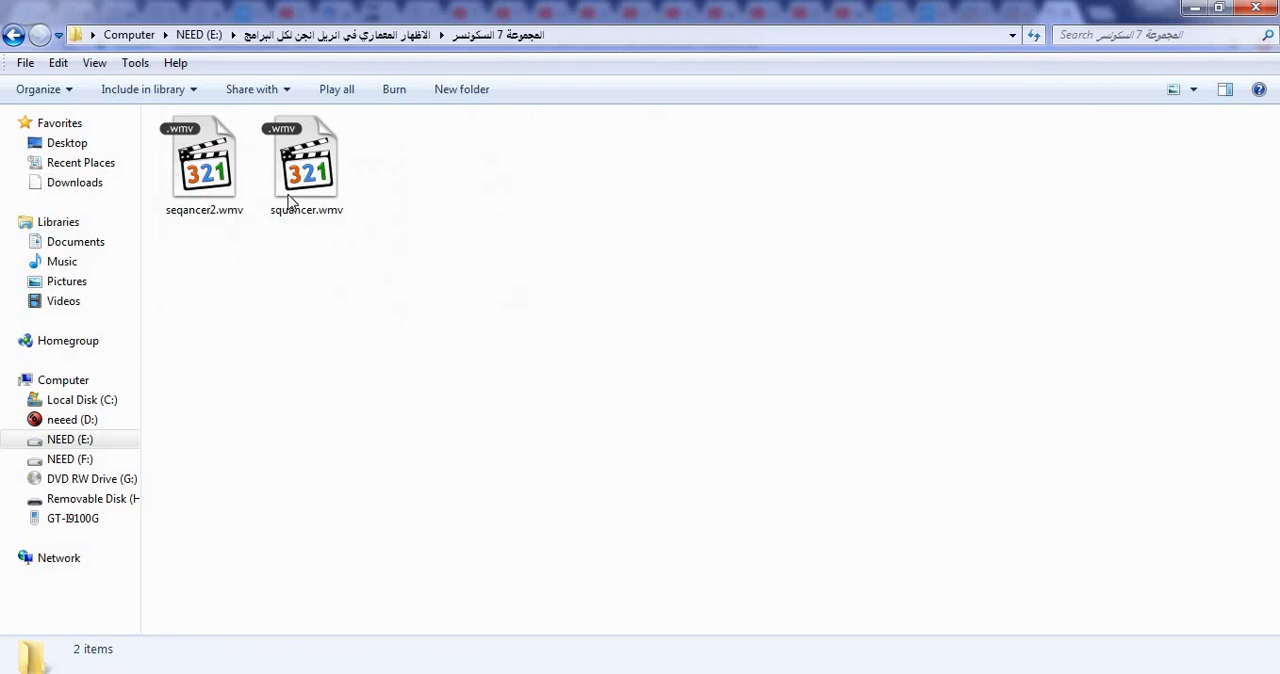 Computer NEED (E:) الاظهار المعماري في انريل انجن لكل البرامج المجموعة 7 السكونسر
Search المجموعة 7 السكونسر
File Edit View Tools Help
Organize Include in library Share with Play all Burn New folder
Favorites
Desktop
Recent Places
Downloads
Libraries
Documents
Music
Pictures
Videos
Homegroup
Computer
Local Disk (C:)
neeed (D:)
NEED (E:)
NEED (F:)
DVD RW Drive (G:)
Removable Disk (H
GT-I9100G
Network
.wmv .wmv
321 321
seqancer2.wmv squancer.wmv
2 items